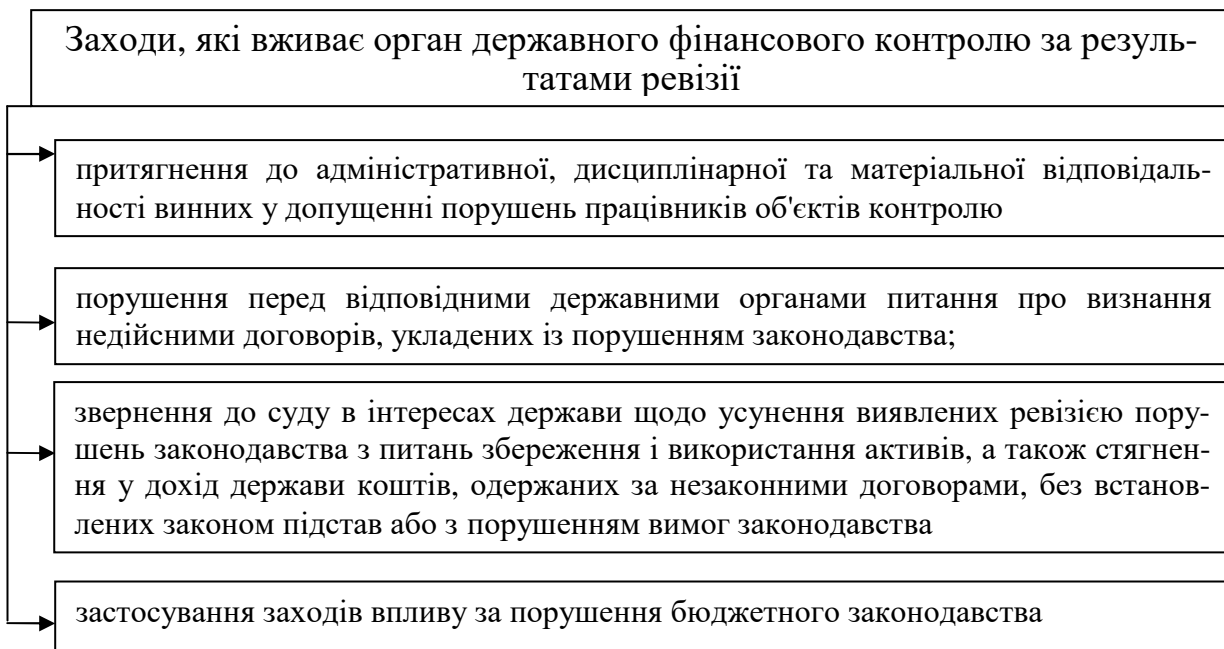 Заходи, які вживає орган державного фінансового контролю за резуль-
татами ревізії
притягнення до адміністративної, дисциплінарної та матеріальної відповідаль-
ності винних у допущенні порушень працівників об'єктів контролю
порушення перед відповідними державними органами питання про визнання
недійсними договорів, укладених із порушенням законодавства;
звернення до суду в інтересах держави щодо усунення виявлених ревізією пору-
шень законодавства з питань збереження і використання активів, а також стягнен-
ня у дохід держави коштів, одержаних за незаконними договорами, без встанов-
лених законом підстав або з порушенням вимог законодавства
застосування заходів впливу за порушення бюджетного законодавства